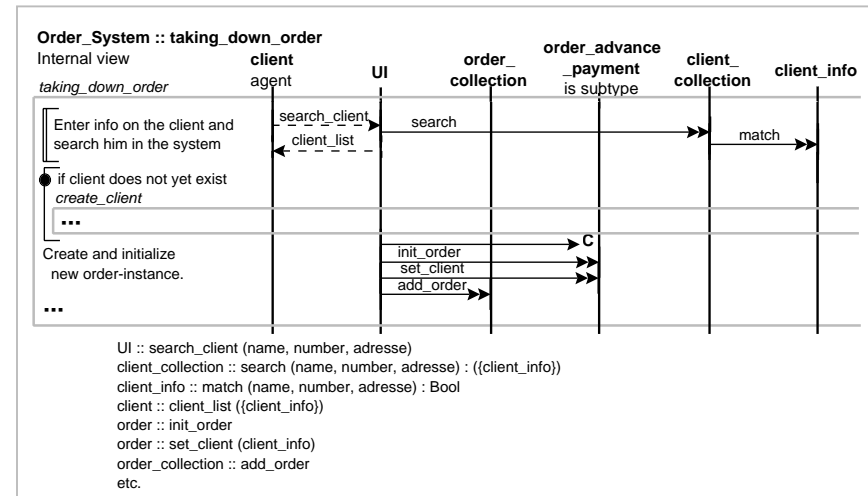 Order_System :: taking_down_order
Internal view
taking_down_order
client
agent
UI
order_
collection
order_advance
_payment
is subtype
client_
collection
client_info
Enter info on the client and
search him in the system
search_client
client_list
search
match
if client does not yet exist
create_client
...
Create and initialize
new order-instance.
...
C
init_order
set_client
add_order
UI :: search_client (name, number, adresse)
client_collection :: search (name, number, adresse) : ({client_info})
client_info :: match (name, number, adresse) : Bool
client :: client_list ({client_info})
order :: init_order
order :: set_client (client_info)
order_collection :: add_order
etc.